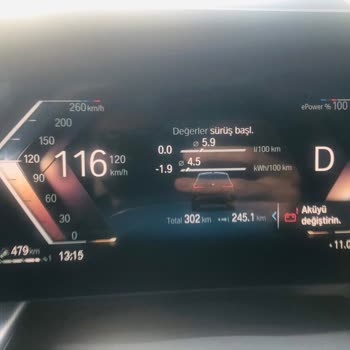 260 km/h
200
150
120
90
60
30
0
116
120
km/h
479 km
13:15
Değerler sürüş başl.
ø 5.9
0.0 l/100 km
ø 4.5
-1.9 kWh/100 km
Total 302 km
245.1 km
ePower % 100
D
Aküyü
değiştirin.
+11.0